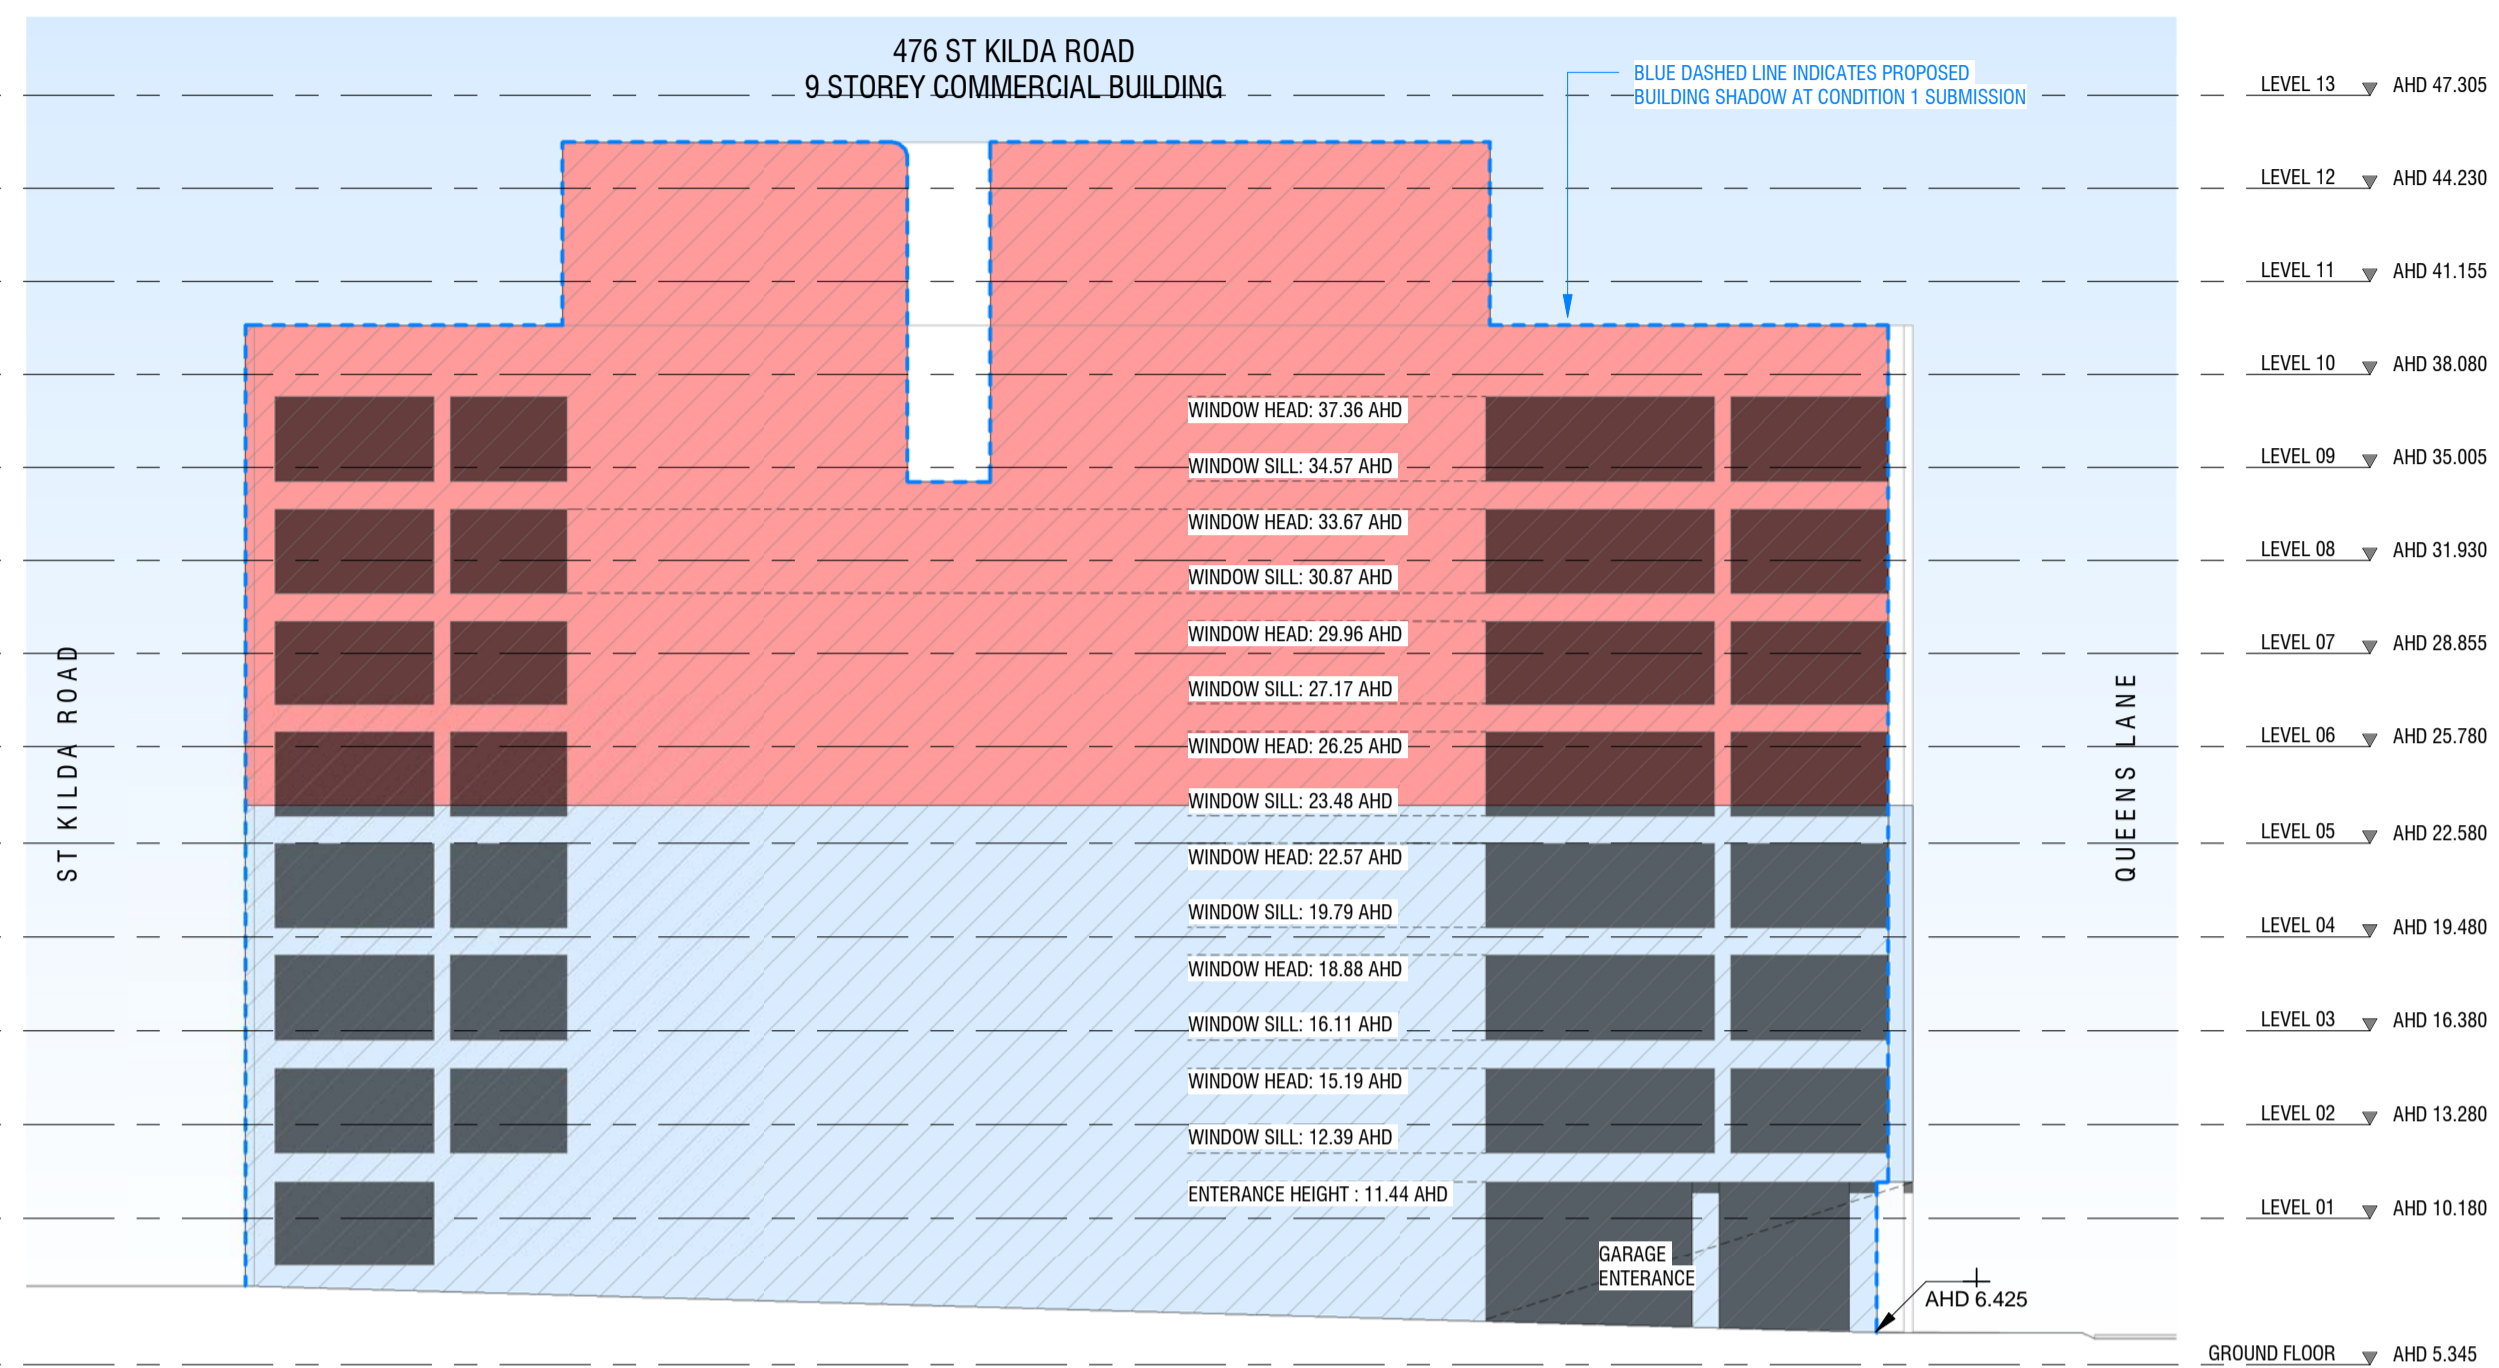 476 ST KILDA ROAD
9 STOREY COMMERCIAL BUILDING
BLUE DASHED LINE INDICATES PROPOSED
BUILDING SHADOW AT CONDITION 1 SUBMISSION
LEVEL 13 AHD 47.305
LEVEL 12 AHD 44.230
LEVEL 11 AHD 41.155
LEVEL 10 AHD 38.080
WINDOW HEAD: 37.36 AHD
WINDOW SILL: 34.57 AHD
LEVEL 09 AHD 35.005
WINDOW HEAD: 33.67 AHD
LEVEL 08 AHD 31.930
WINDOW SILL: 30.87 AHD
WINDOW HEAD: 29.96 AHD
LEVEL 07 AHD 28.855
WINDOW SILL: 27.17 AHD
ST KILDA ROAD
QUEENS LANE
WINDOW HEAD: 26.25 AHD
LEVEL 06 AHD 25.780
WINDOW SILL: 23.48 AHD
LEVEL 05 AHD 22.580
WINDOW HEAD: 22.57 AHD
WINDOW SILL: 19.79 AHD
LEVEL 04 AHD 19.480
WINDOW HEAD: 18.88 AHD
WINDOW SILL: 16.11 AHD
LEVEL 03 AHD 16.380
WINDOW HEAD: 15.19 AHD
LEVEL 02 AHD 13.280
WINDOW SILL: 12.39 AHD
ENTERANCE HEIGHT : 11.44 AHD
LEVEL 01 AHD 10.180
GARAGE
ENTERANCE
AHD 6.425
GROUND FLOOR AHD 5.345